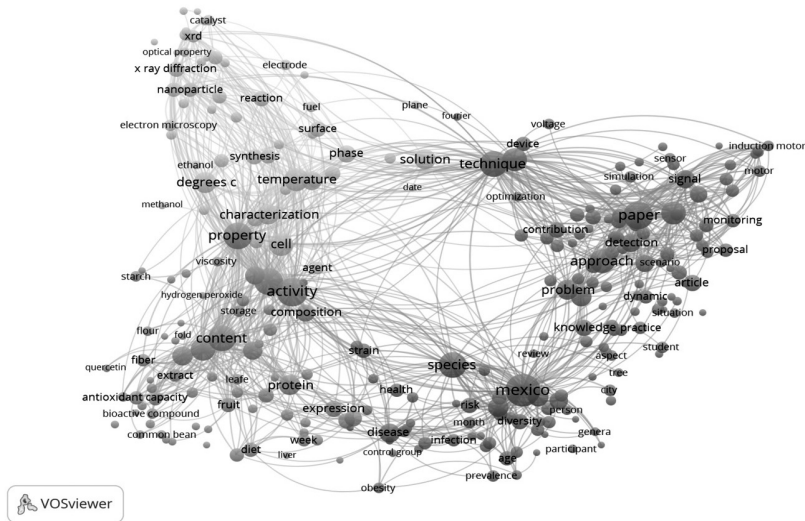 catalyst
xrd
optical property
x ray diffraction
electrode
nanoparticle
reaction
fuel
plane
fourier
voltage
electron microscopy
surface
device
induction motor
synthesis
phase
solution
technique
sensor
motor
ethanol
simulation
signal
degrees c
temperature
date
optimization
methanol
characterization
contribution
paper
monitoring
property
cell
detection
proposal
viscosity
agent
approach
scenario
starch
article
hydrogen peroxide
activity
problem
dynamic
storage
composition
situation
flour
fold
content
knowledge practice
strain
review
aspect
student
quercetin
fiber
species
tree
extract
leafe
protein
health
mexico
city
antioxidant capacity
fruit
expression
risk
person
bioactive compound
month
diversity
common bean
week
disease
infection
genera
diet
liver
control group
age
participant
prevalence
obesity
VOSviewer